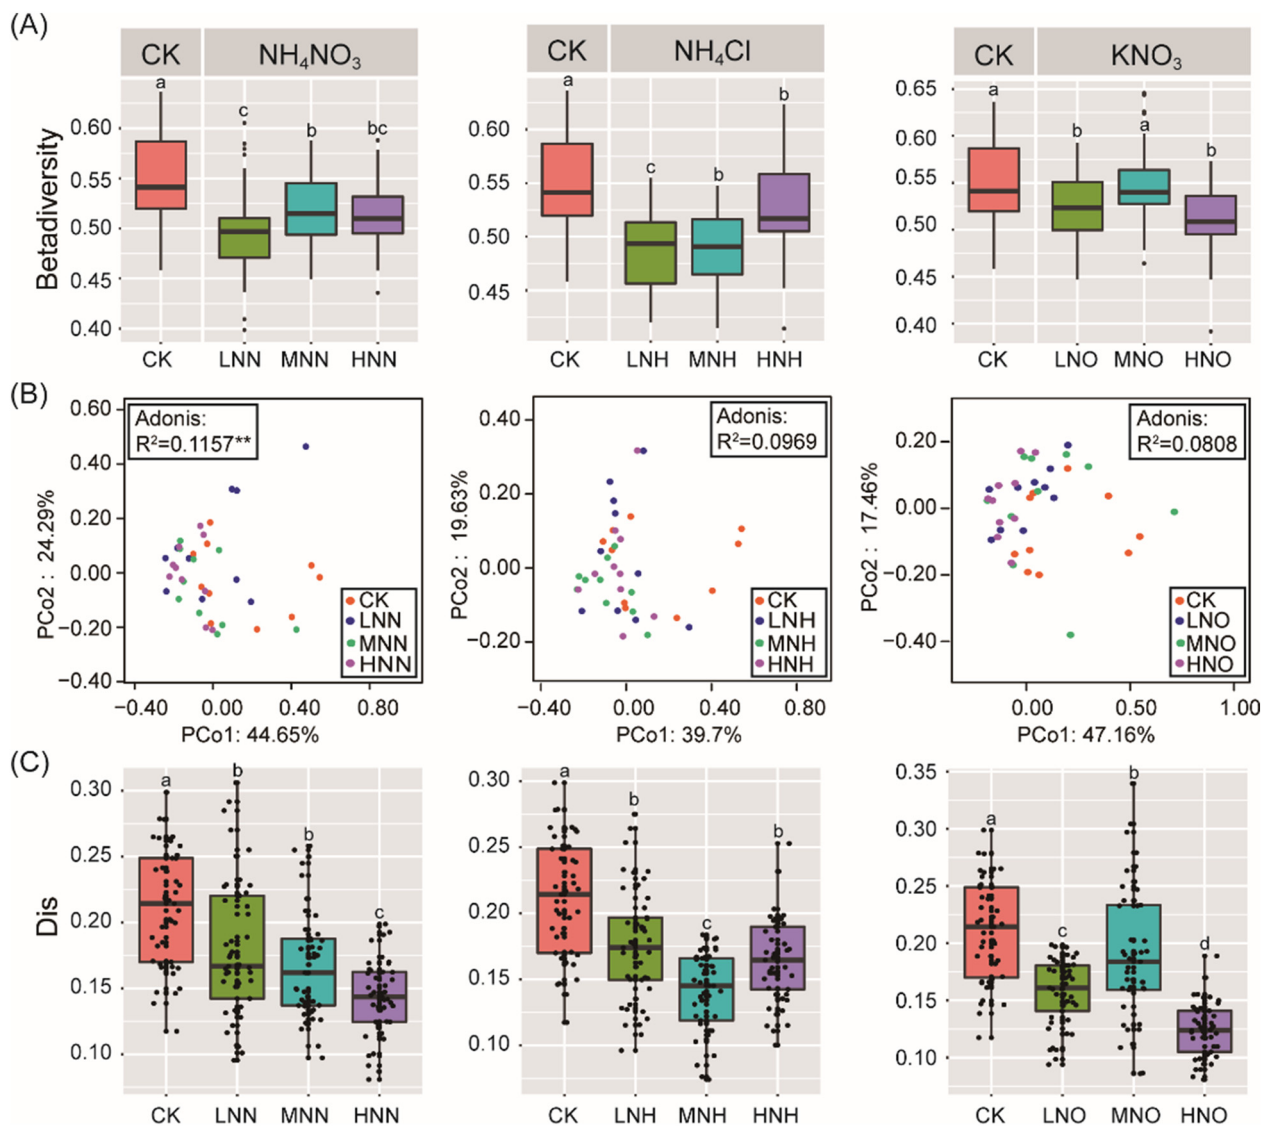 (A)
CK NH₄NO₃
CK NH₄Cl
CK KNO₃
Betadiversity
0.60
0.55
0.50
0.45
0.40
a c b bc
CK LNN MNN HNN
0.60
0.55
0.50
0.45
a c b b
CK LNH MNH HNH
0.65
0.60
0.55
0.50
0.45
0.40
a b a b
CK LNO MNO HNO
(B)
PCo2 : 24.29%
0.60
0.40
0.20
0.00
−0.20
−0.40
Adonis:
R²=0.1157**
CK
LNN
MNN
HNN
−0.40 0.00 0.40 0.80
PCo1: 44.65%
PCo2 : 19.63%
0.40
0.20
0.00
−0.20
Adonis:
R²=0.0969
CK
LNH
MNH
HNH
−0.40 0.00 0.40 0.80
PCo1: 39.7%
PCo2 : 17.46%
0.20
0.00
−0.20
−0.40
Adonis:
R²=0.0808
CK
LNO
MNO
HNO
0.00 0.50 1.00
PCo1: 47.16%
(C)
Dis
0.30
0.25
0.20
0.15
0.10
a b b c
CK LNN MNN HNN
0.30
0.25
0.20
0.15
0.10
a b c b
CK LNH MNH HNH
0.35
0.30
0.25
0.20
0.15
0.10
a c b d
CK LNO MNO HNO